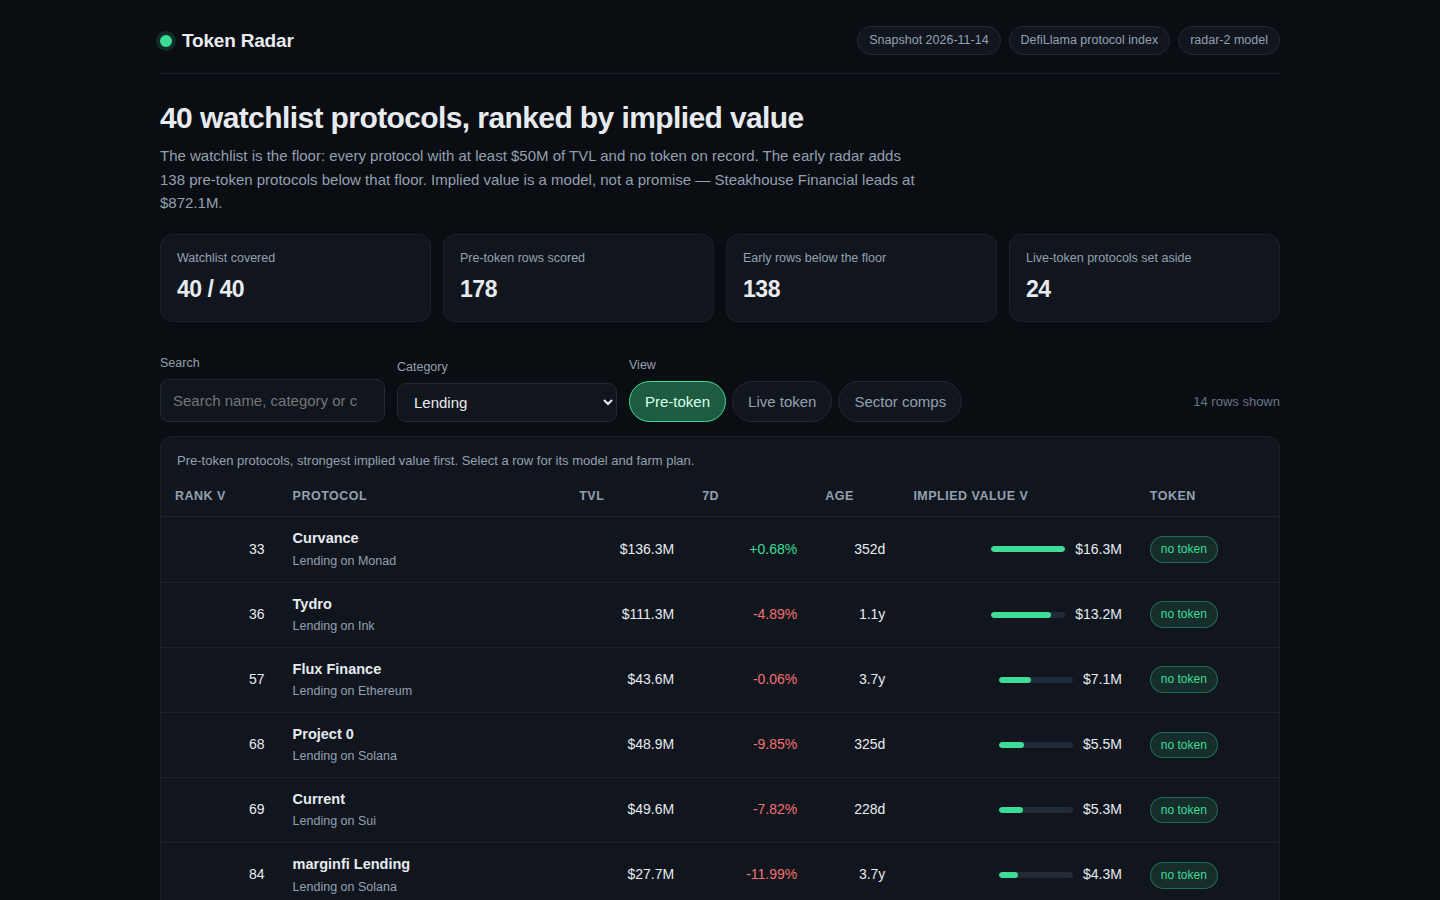 Token Radar
Snapshot 2026-11-14
DefiLlama protocol index
radar-2 model
40 watchlist protocols, ranked by implied value
The watchlist is the floor: every protocol with at least $50M of TVL and no token on record. The early radar adds
138 pre-token protocols below that floor. Implied value is a model, not a promise — Steakhouse Financial leads at
$872.1M.
Watchlist covered
40 / 40
Pre-token rows scored
178
Early rows below the floor
138
Live-token protocols set aside
24
Search
Search name, category or c
Category
Lending
View
Pre-token
Live token
Sector comps
14 rows shown
Pre-token protocols, strongest implied value first. Select a row for its model and farm plan.
RANK V PROTOCOL TVL 7D AGE IMPLIED VALUE V TOKEN
33 Curvance $136.3M +0.68% 352d $16.3M no token
Lending on Monad
36 Tydro $111.3M -4.89% 1.1y $13.2M no token
Lending on Ink
57 Flux Finance $43.6M -0.06% 3.7y $7.1M no token
Lending on Ethereum
68 Project 0 $48.9M -9.85% 325d $5.5M no token
Lending on Solana
69 Current $49.6M -7.82% 228d $5.3M no token
Lending on Sui
84 marginfi Lending $27.7M -11.99% 3.7y $4.3M no token
Lending on Solana